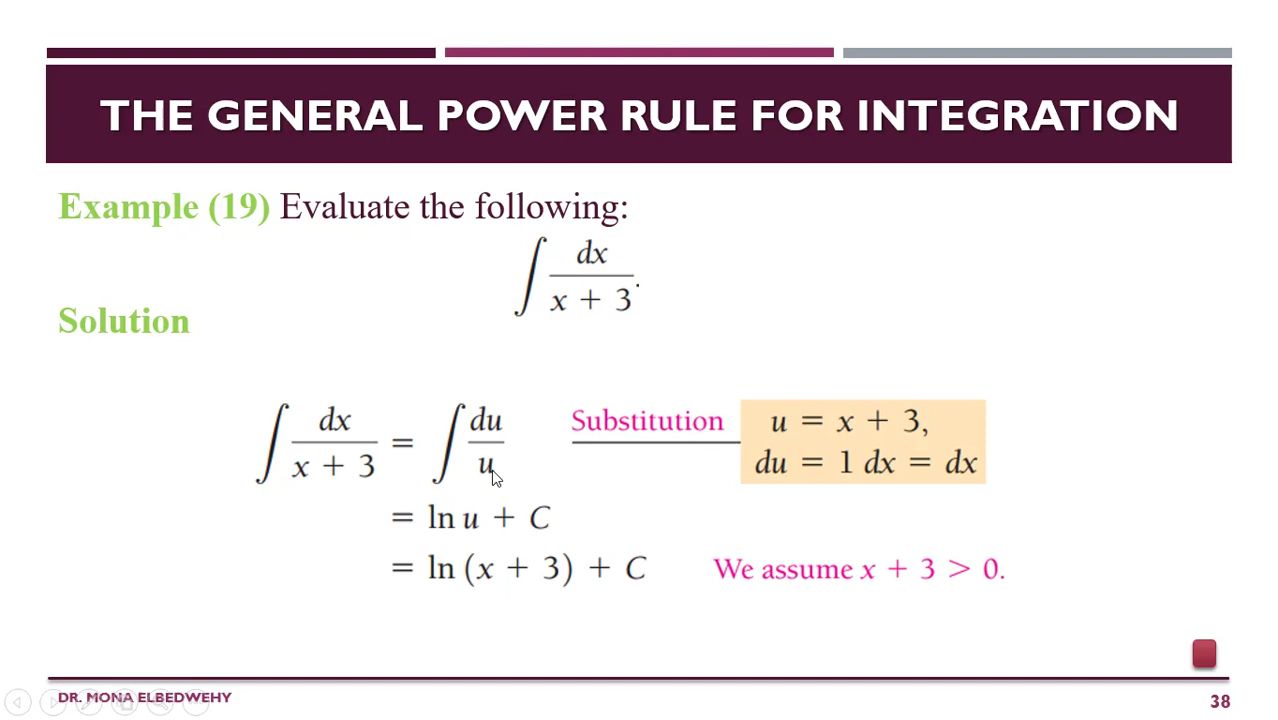 THE GENERAL POWER RULE FOR INTEGRATION
Example (19) Evaluate the following:
∫ dx / (x + 3).
Solution
∫ dx / (x + 3) = ∫ du / u Substitution u = x + 3,
du = 1 dx = dx
= ln u + C
= ln (x + 3) + C We assume x + 3 > 0.
DR. MONA ELBEDWEHY
38